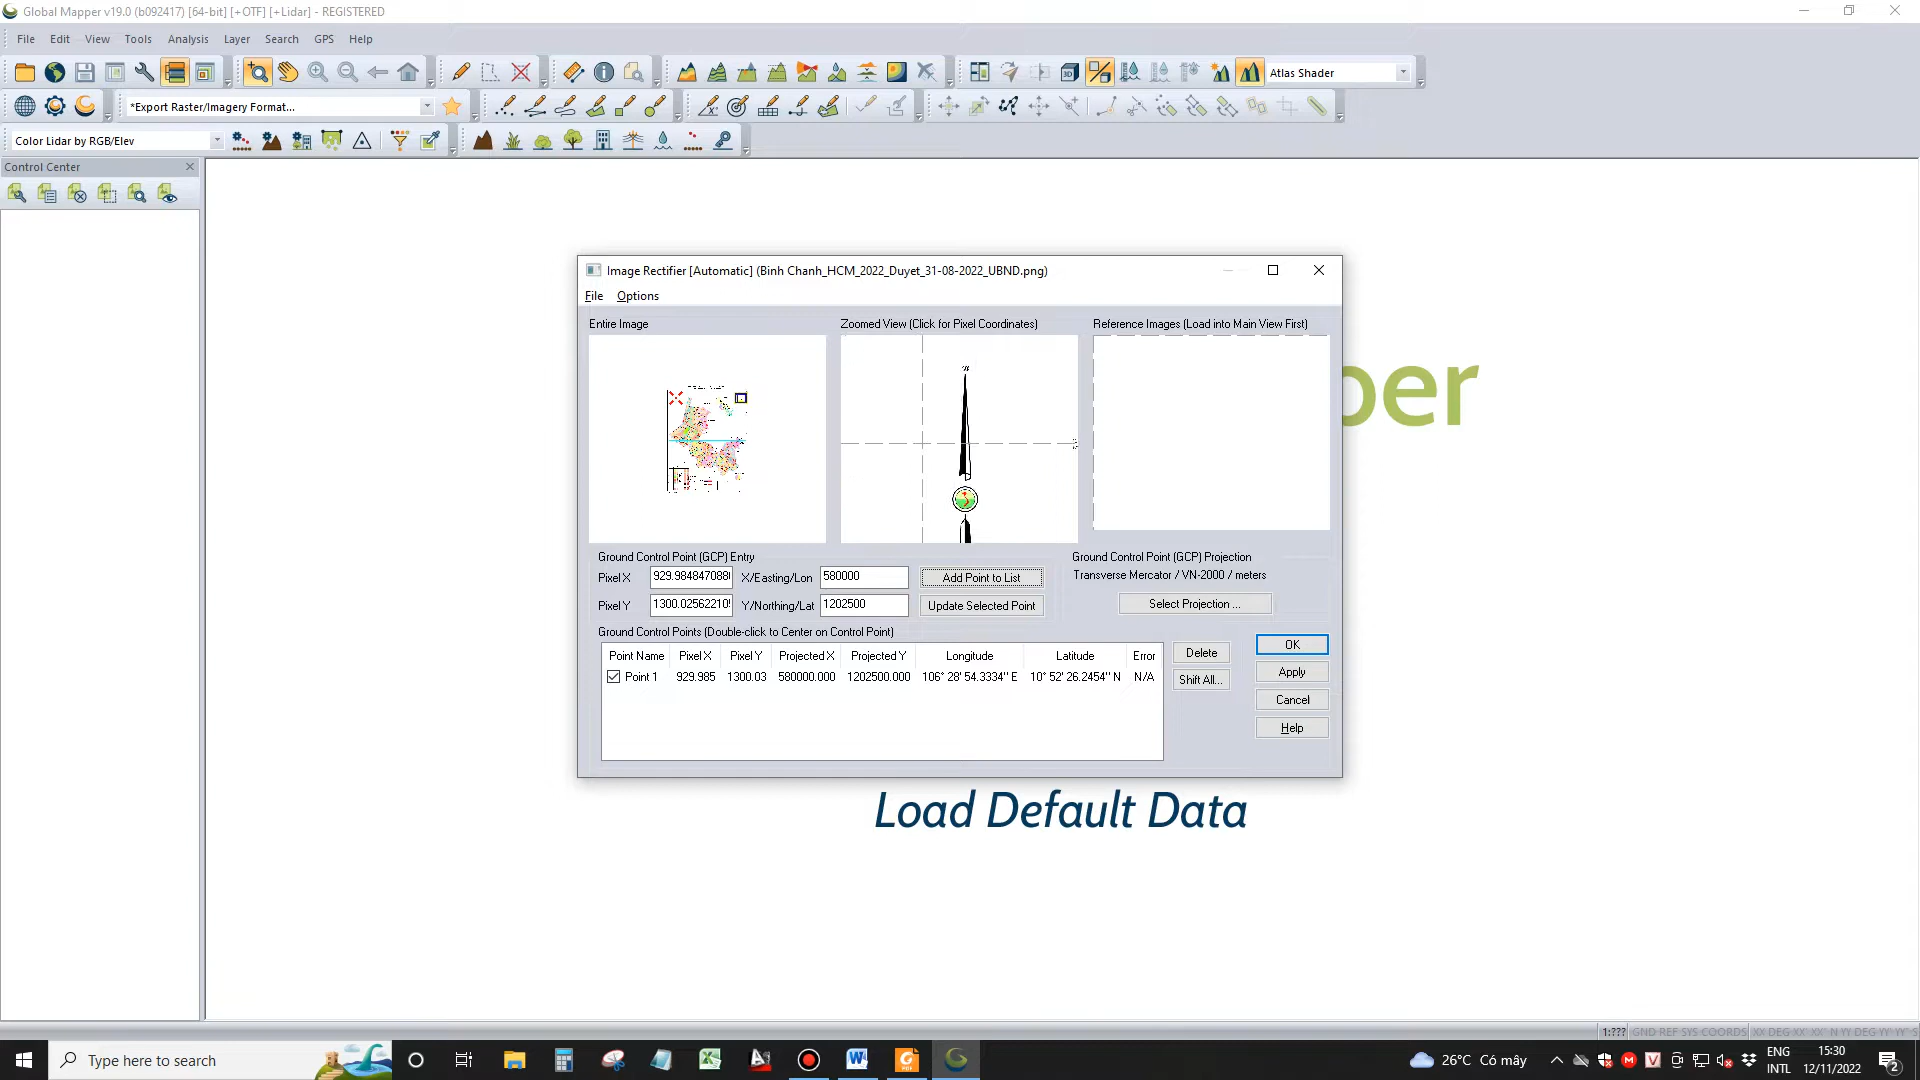 Global Mapper v19.0 (b092417) [64-bit] [+OTF] [+Lidar] - REGISTERED
File Edit View Tools Analysis Layer Search GPS Help
Atlas Shader
*Export Raster/Imagery Format...
Color Lidar by RGB/Elev
Control Center
Image Rectifier [Automatic] (Binh Chanh_HCM_2022_Duyet_31-08-2022_UBND.png)
File Options
Entire Image
Zoomed View (Click for Pixel Coordinates)
Reference Images (Load into Main View First)
per
Ground Control Point (GCP) Entry
Ground Control Point (GCP) Projection
Pixel X 929.984847088 X/Easting/Lon 580000 Add Point to List
Transverse Mercator / VN-2000 / meters
Pixel Y 1300.02562210 Y/Northing/Lat 1202500 Update Selected Point
Select Projection ...
Ground Control Points (Double-click to Center on Control Point)
Point Name Pixel X Pixel Y Projected X Projected Y Longitude Latitude Error
Point 1 929.985 1300.03 580000.000 1202500.000 106° 28' 54.3334" E 10° 52' 26.2454" N N/A
Delete
Shift All...
OK
Apply
Cancel
Help
Load Default Data
1:??? GND REF SYS COORDS
Type here to search
26°C Có mây
ENG
INTL
15:30
12/11/2022
2